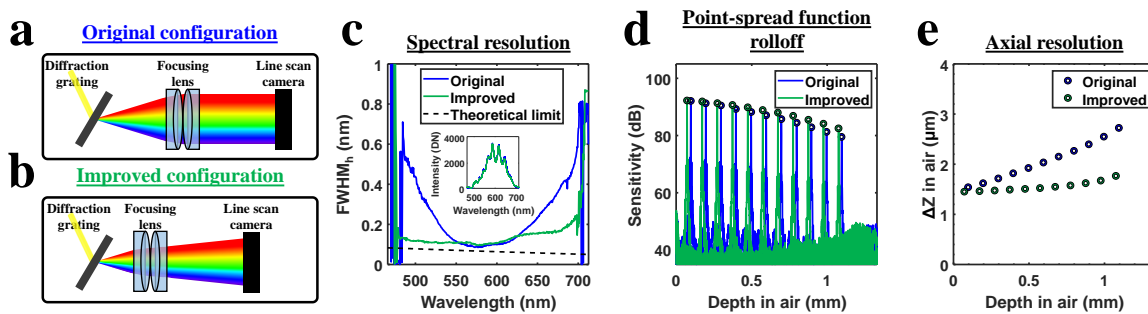 a
Original configuration
Diffraction
grating
Focusing
lens
Line scan
camera
b
Improved configuration
Diffraction
grating
Focusing
lens
Line scan
camera
c
Spectral resolution
FWHMh (nm)
1
0.8
0.6
0.4
0.2
0
Original
Improved
Theoretical limit
Intensity (DN)
4000
2000
0
500 600 700
Wavelength (nm)
500 550 600 650 700
Wavelength (nm)
d
Point-spread function
rolloff
Sensitivity (dB)
100
80
60
40
Original
Improved
0 0.5 1
Depth in air (mm)
e
Axial resolution
ΔZ in air (μm)
4
3
2
1
0
Original
Improved
0 0.5 1
Depth in air (mm)